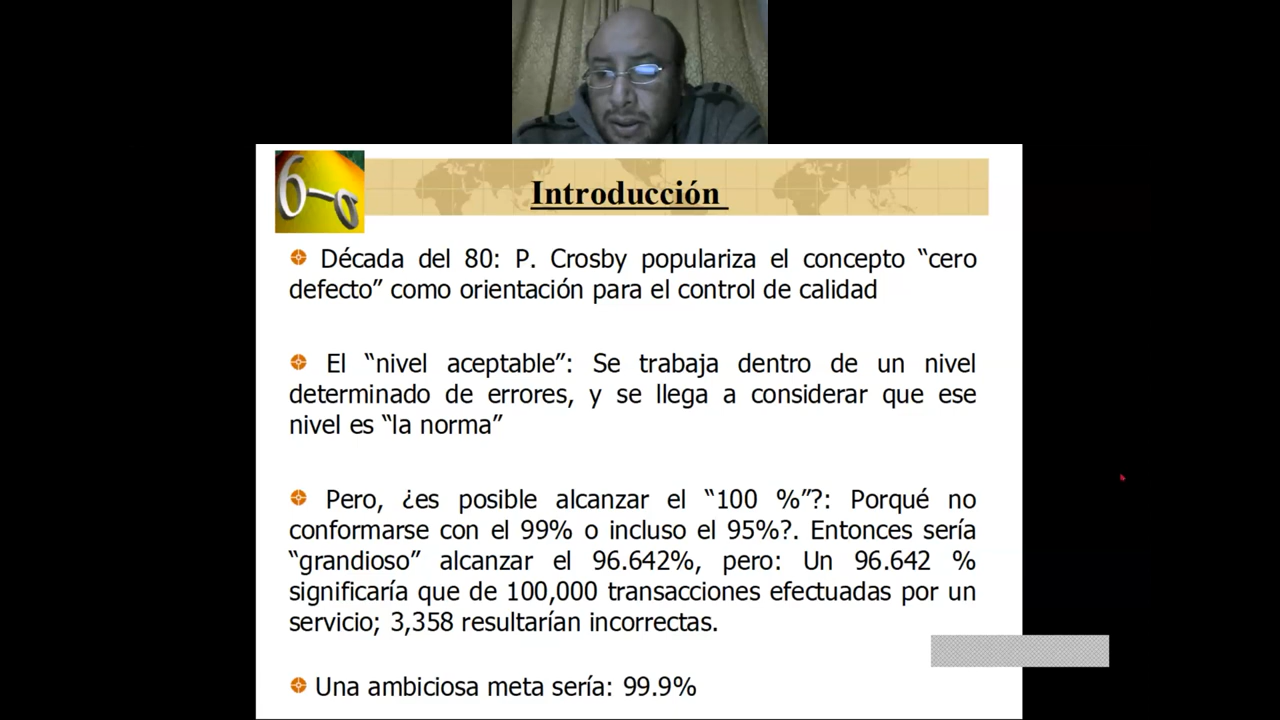 6-σ
Introducción
Década del 80: P. Crosby populariza el concepto “cero
defecto” como orientación para el control de calidad
El “nivel aceptable”: Se trabaja dentro de un nivel
determinado de errores, y se llega a considerar que ese
nivel es “la norma”
Pero, ¿es posible alcanzar el “100 %”?: Porqué no
conformarse con el 99% o incluso el 95%?. Entonces sería
“grandioso” alcanzar el 96.642%, pero: Un 96.642 %
significaría que de 100,000 transacciones efectuadas por un
servicio; 3,358 resultarían incorrectas.
Una ambiciosa meta sería: 99.9%